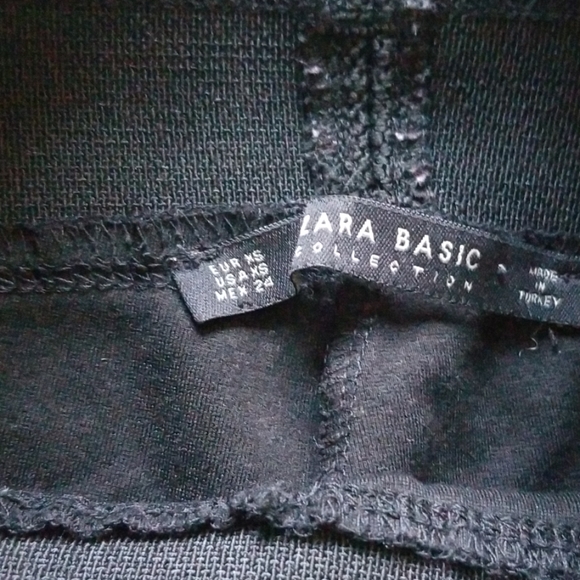 ZARA BASIC
COLLECTION
MADE
IN
TURKEY
EUR XS
USA XS
MEX 24